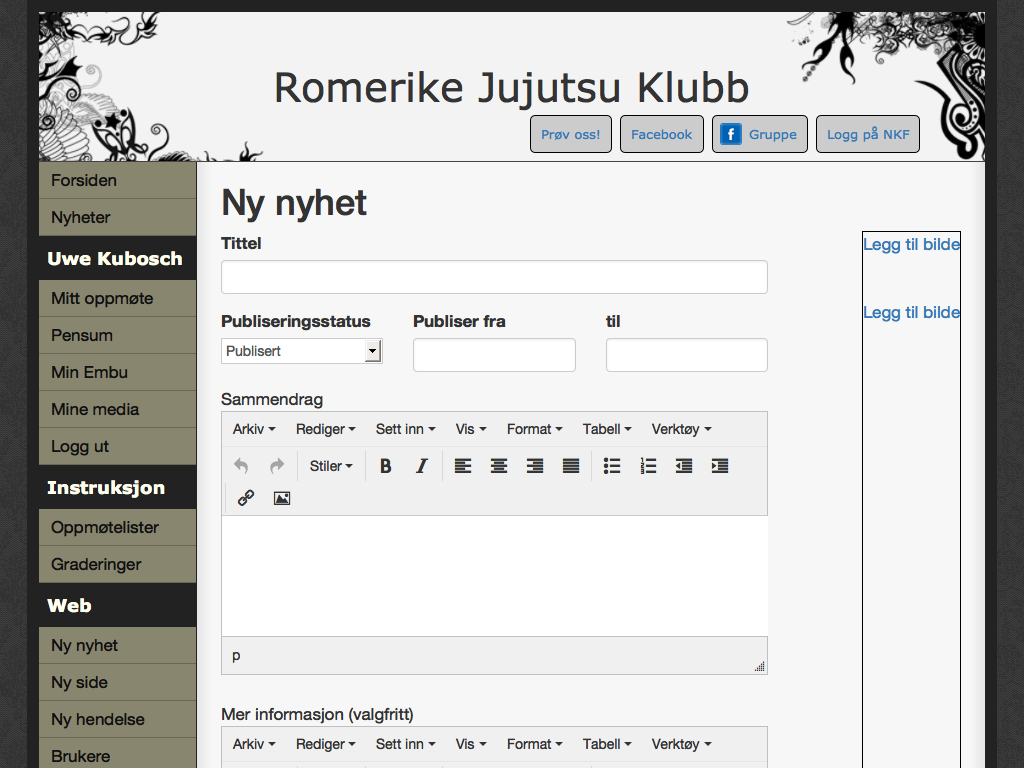 Romerike Jujutsu Klubb
Prøv oss! Facebook Gruppe Logg på NKF
Forsiden
Nyheter
Uwe Kubosch
Mitt oppmøte
Pensum
Min Embu
Mine media
Logg ut
Instruksjon
Oppmøtelister
Graderinger
Web
Ny nyhet
Ny side
Ny hendelse
Brukere
Ny nyhet
Tittel
Publiseringsstatus Publiser fra til
Publisert
Sammendrag
Arkiv Rediger Sett inn Vis Format Tabell Verktøy
Stiler B I
p
Mer informasjon (valgfritt)
Arkiv Rediger Sett inn Vis Format Tabell Verktøy
Legg til bilde
Legg til bilde